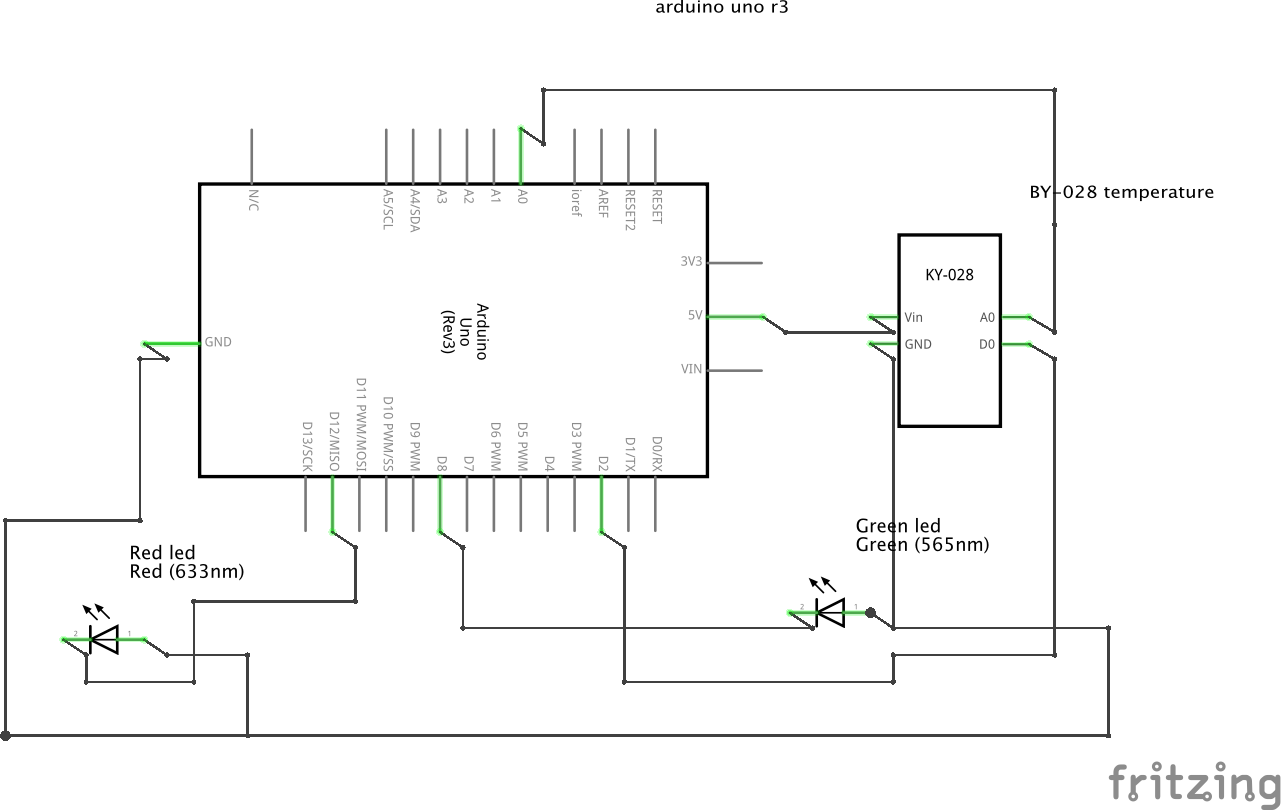 arduino uno r3
N/C
A5/SCL
A4/SDA
A3
A2
A1
A0
ioref
AREF
RESET2
RESET
BY-028 temperature
3V3
5V
VIN
GND
Arduino
Uno
(Rev3)
KY-028
Vin
A0
GND
D0
D13/SCK
D12/MISO
D11 PWM/MOSI
D10 PWM/SS
D9 PWM
D8
D7
D6 PWM
D5 PWM
D4
D3 PWM
D2
D1/TX
D0/RX
Red led
Red (633nm)
Green led
Green (565nm)
2
1
2
1
fritzing